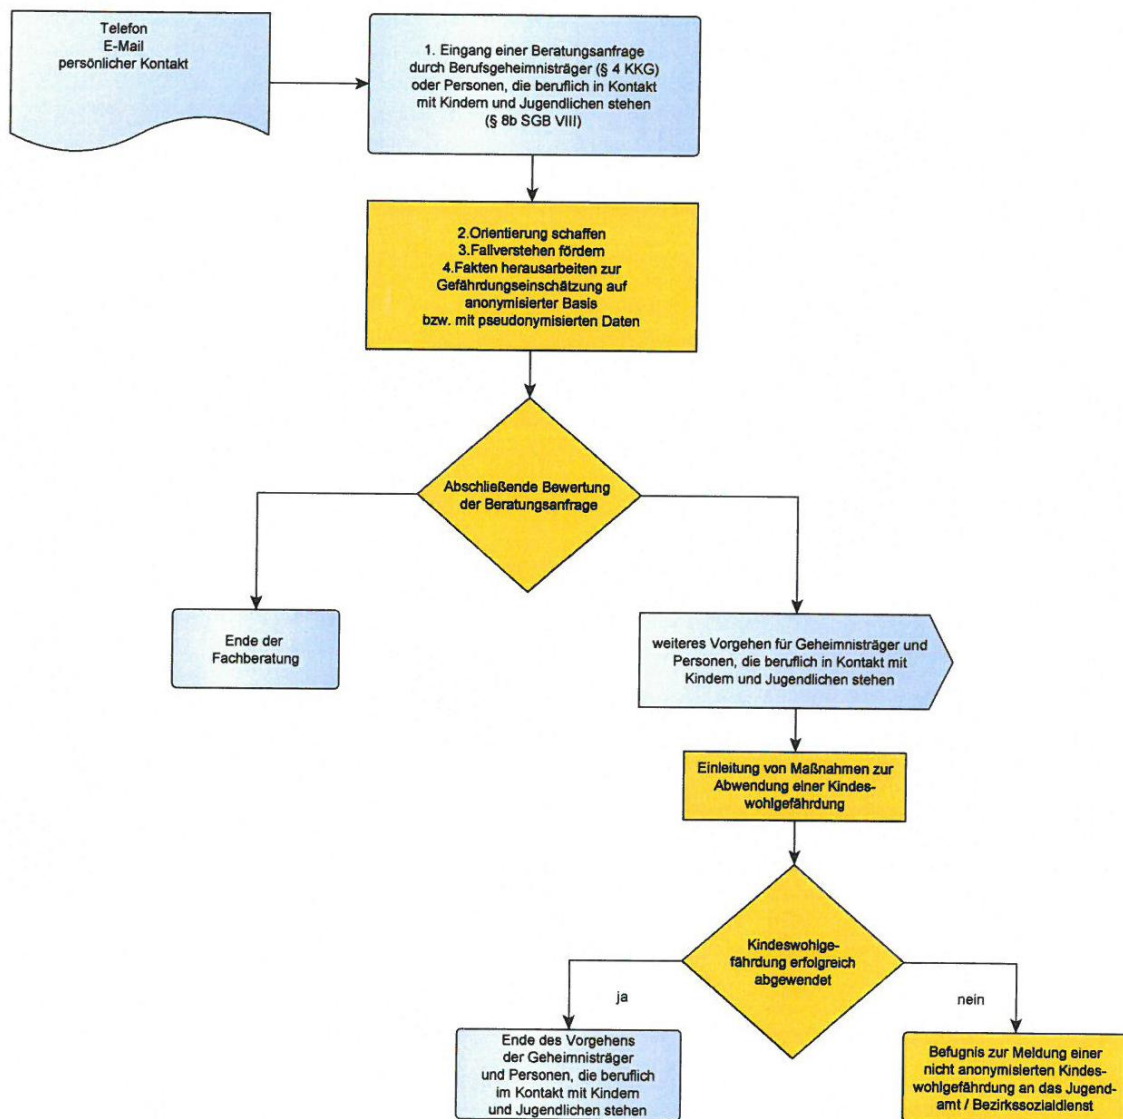 Telefon
E-Mail
persönlicher Kontakt
1. Eingang einer Beratungsanfrage
durch Berufsgeheimnisträger (§ 4 KKG)
oder Personen, die beruflich in Kontakt
mit Kindern und Jugendlichen stehen
(§ 8b SGB VIII)
2.Orientierung schaffen
3.Fallverstehen fördern
4.Fakten herausarbeiten zur
Gefährdungseinschätzung auf
anonymisierter Basis
bzw. mit pseudonymisierten Daten
Abschließende Bewertung
der Beratungsanfrage
Ende der
Fachberatung
weiteres Vorgehen für Geheimnisträger und
Personen, die beruflich in Kontakt mit
Kindern und Jugendlichen stehen
Einleitung von Maßnahmen zur
Abwendung einer Kindes-
wohlgefährdung
Kindeswohlge-
fährdung erfolgreich
abgewendet
ja
nein
Ende des Vorgehens
der Geheimnisträger
und Personen, die beruflich
im Kontakt mit Kindern
und Jugendlichen stehen
Befugnis zur Meldung einer
nicht anonymisierten Kindes-
wohlgefährdung an das Jugend-
amt / Bezirkssozialdienst